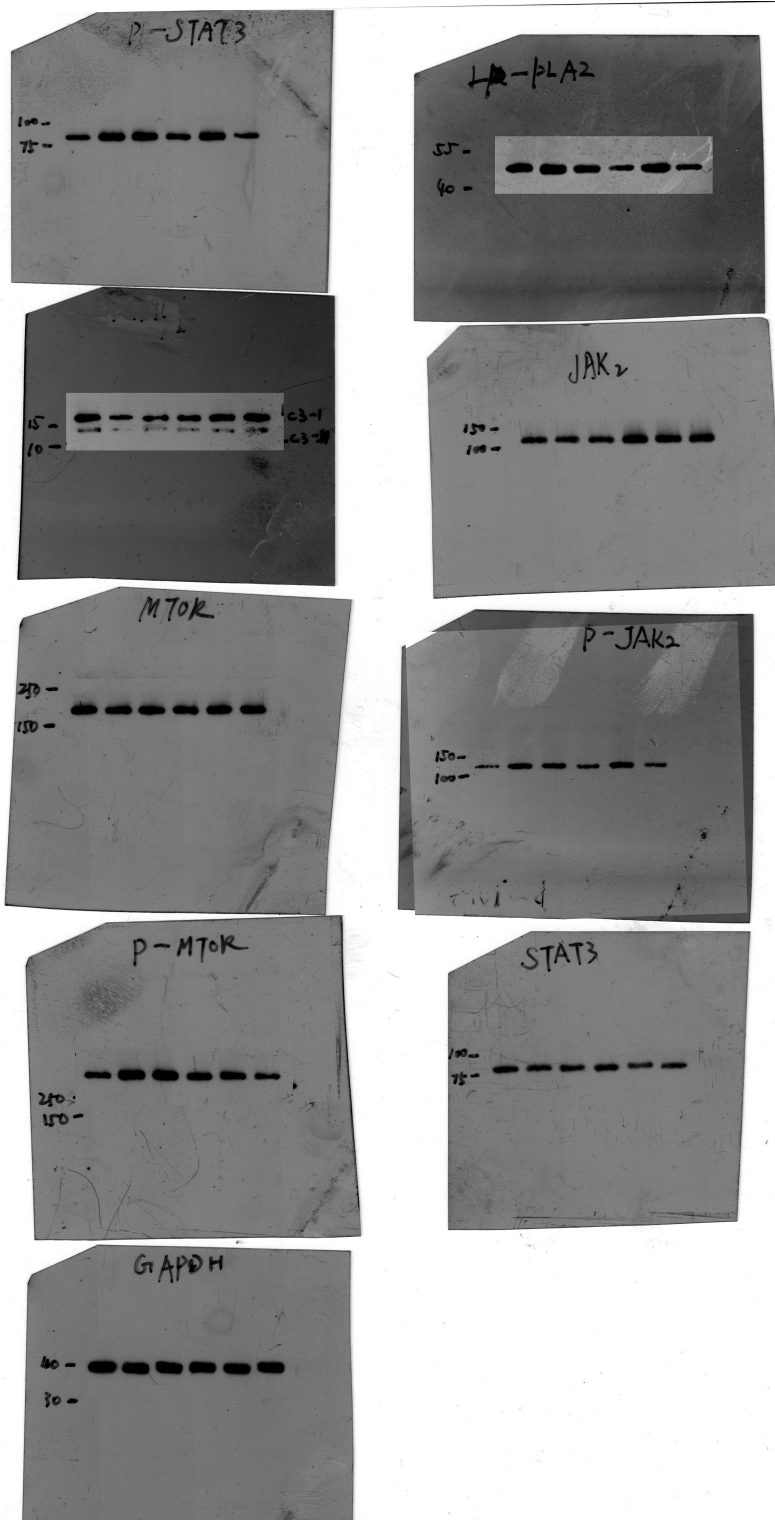 P-STAT3
100-
75-
PLA2
55-
40-
15-
10-
C3-I
C3-II
JAK2
150-
100-
MTOR
250-
150-
P-JAK2
150-
100-
P-MTOR
250-
150-
STAT3
100-
75-
GAPDH
40-
30-